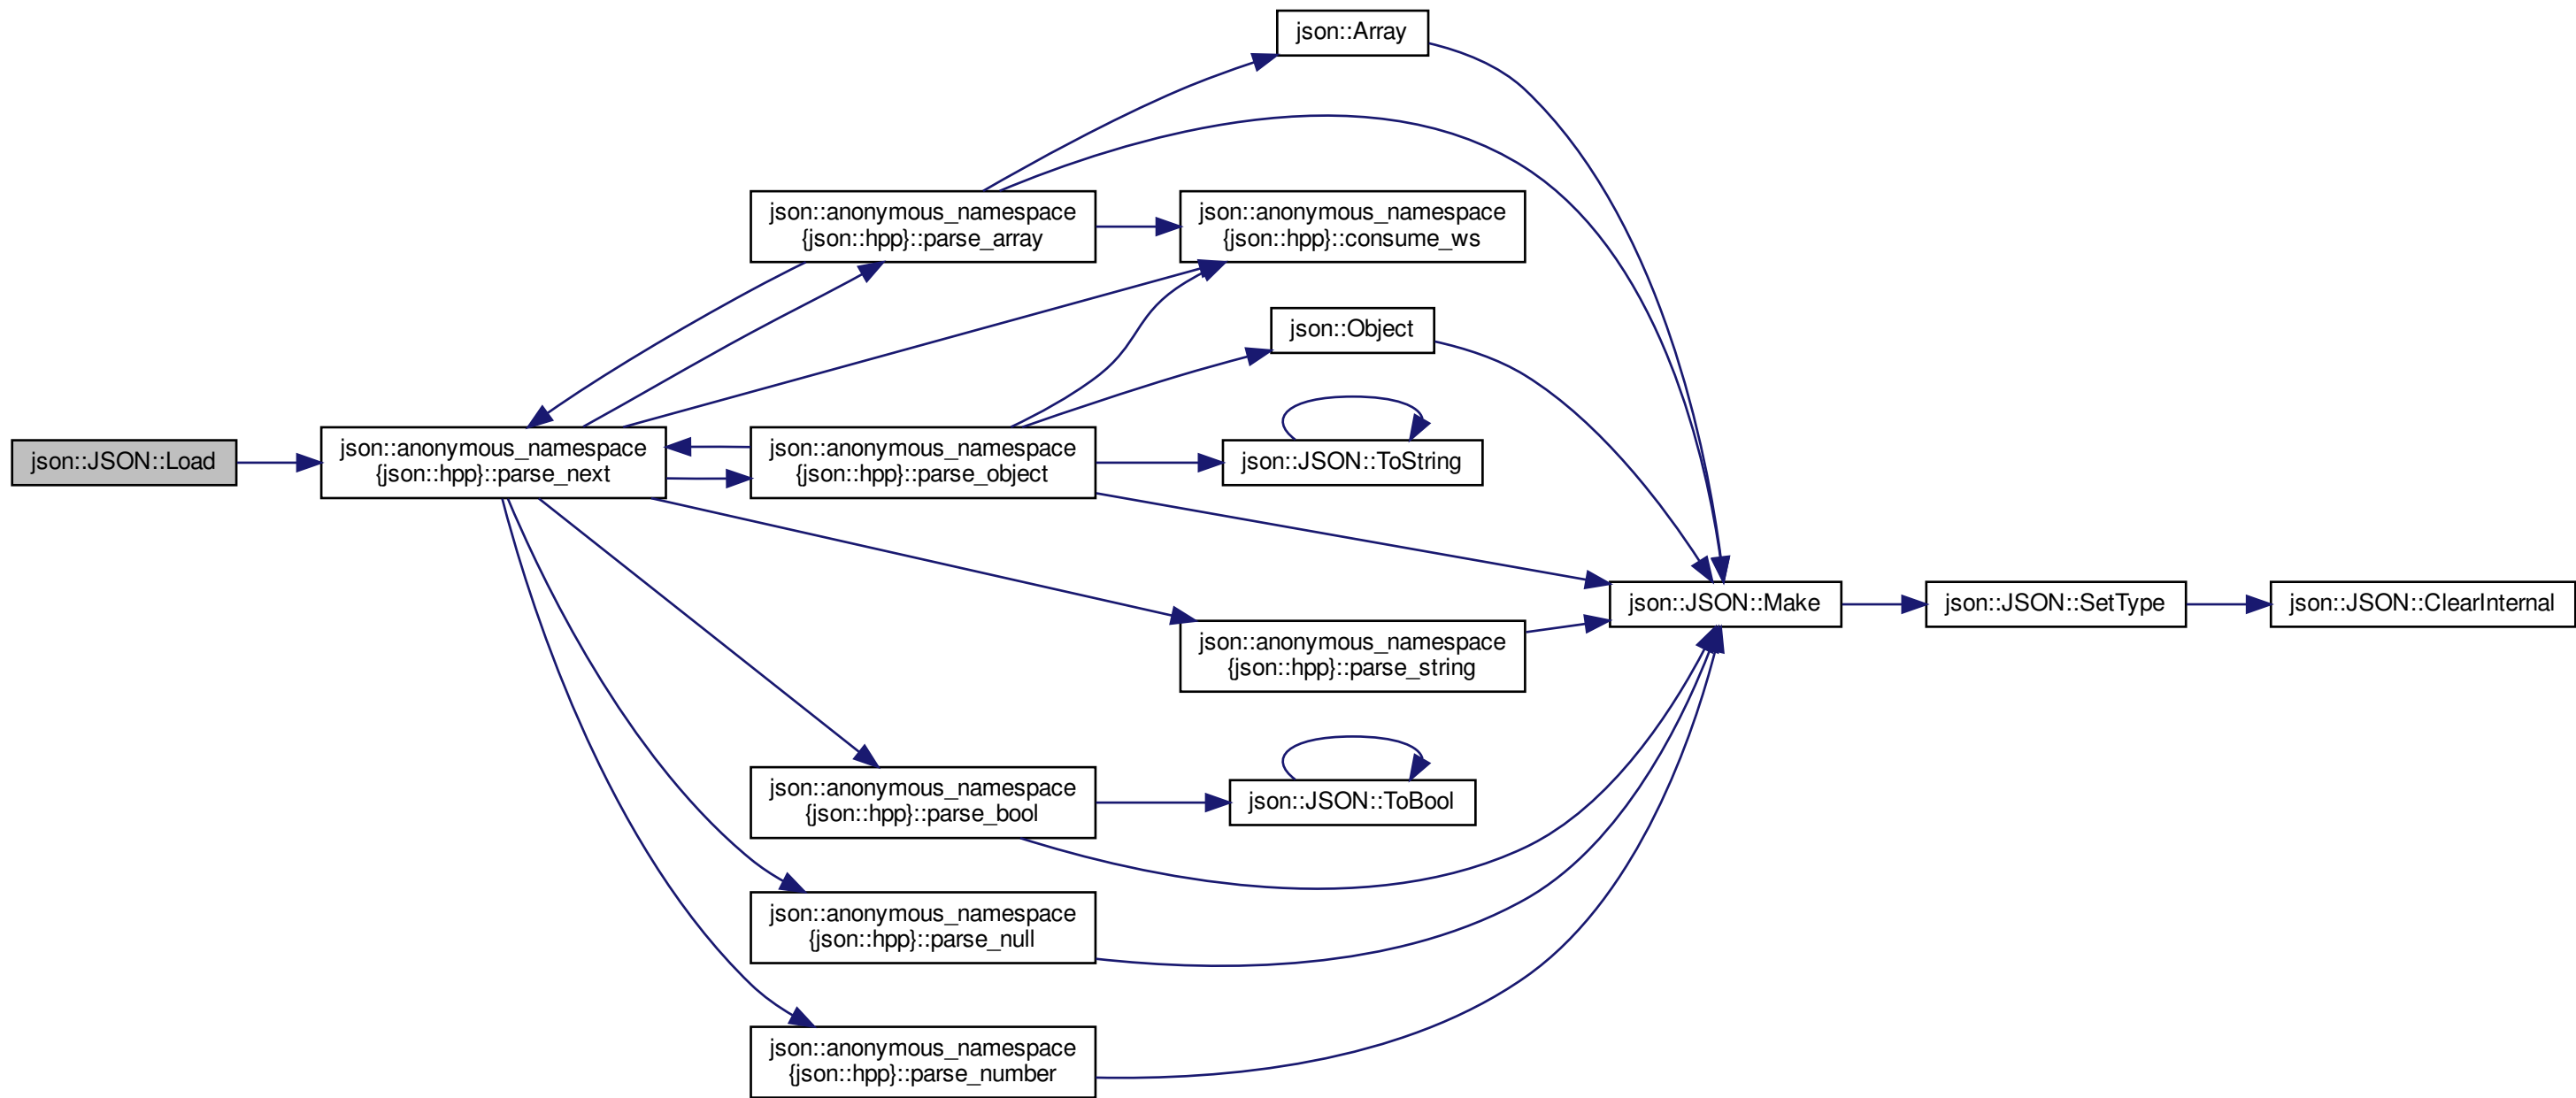 json::Array
json::anonymous_namespace
{json::hpp}::parse_array
json::anonymous_namespace
{json::hpp}::consume_ws
json::Object
json::JSON::Load
json::anonymous_namespace
{json::hpp}::parse_next
json::anonymous_namespace
{json::hpp}::parse_object
json::JSON::ToString
json::JSON::Make
json::JSON::SetType
json::JSON::ClearInternal
json::anonymous_namespace
{json::hpp}::parse_string
json::anonymous_namespace
{json::hpp}::parse_bool
json::JSON::ToBool
json::anonymous_namespace
{json::hpp}::parse_null
json::anonymous_namespace
{json::hpp}::parse_number